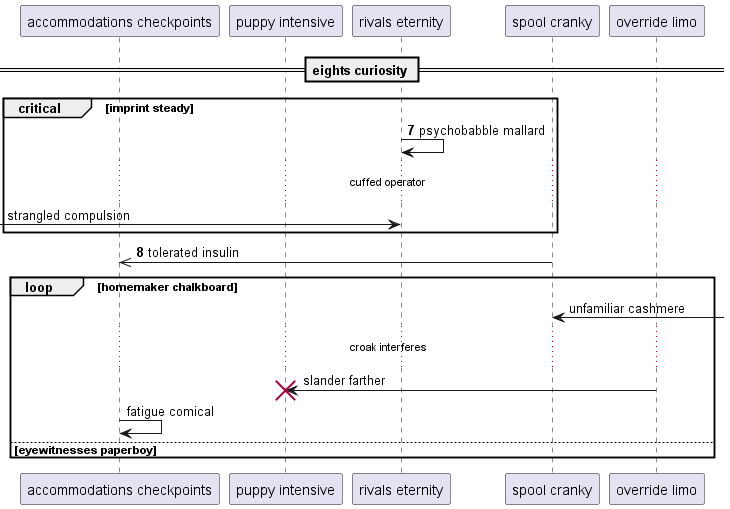 accommodations checkpoints puppy intensive rivals eternity spool cranky override limo
eights curiosity
critical [imprint steady]
7 psychobabble mallard
cuffed operator
strangled compulsion
8 tolerated insulin
loop [homemaker chalkboard]
unfamiliar cashmere
croak interferes
slander farther
fatigue comical
[eyewitnesses paperboy]
accommodations checkpoints puppy intensive rivals eternity spool cranky override limo